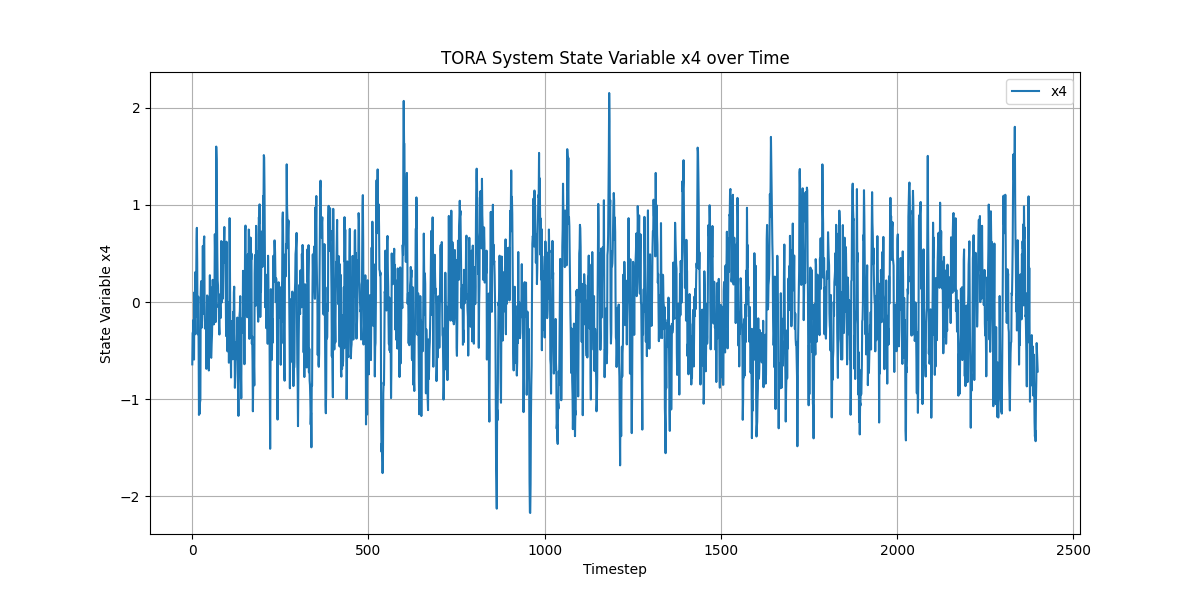 TORA System State Variable x4 over Time
x4
State Variable x4
2
1
0
−1
−2
0
500
1000
1500
2000
2500
Timestep